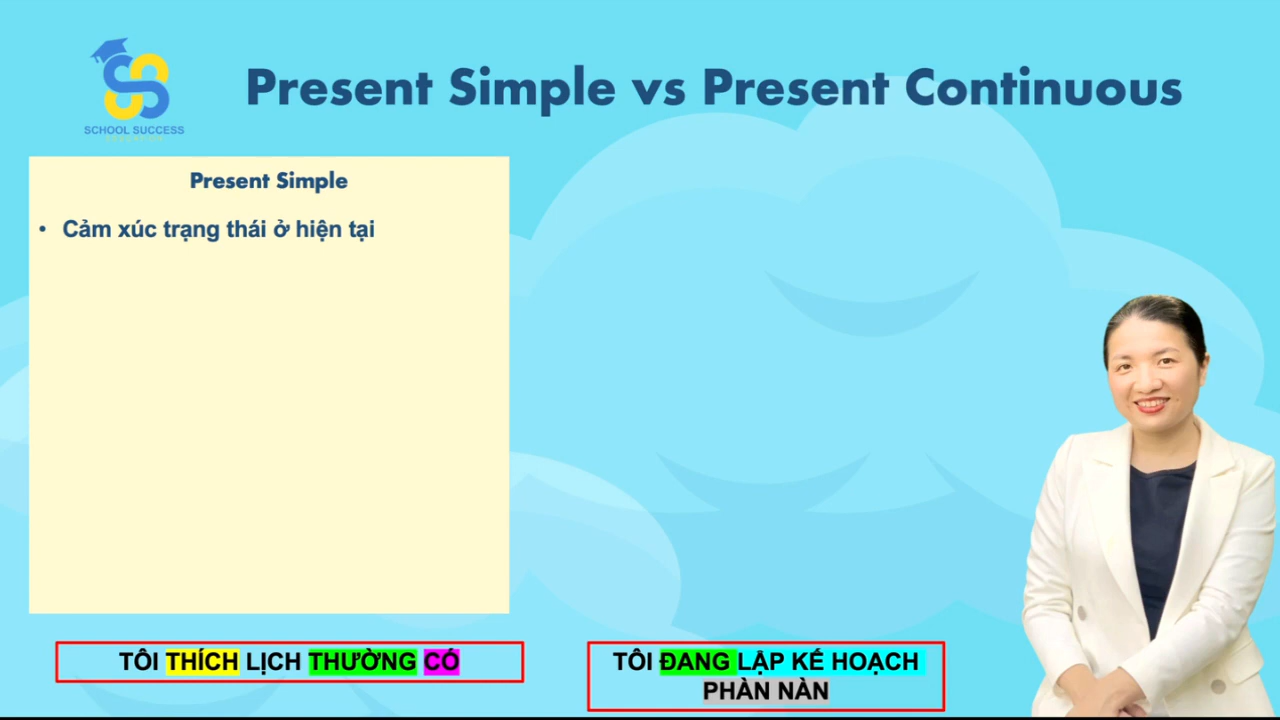 Present Simple vs Present Continuous
SCHOOL SUCCESS
Present Simple
• Cảm xúc trạng thái ở hiện tại
TÔI THÍCH LỊCH THƯỜNG CÓ
TÔI ĐANG LẬP KẾ HOẠCH
PHÀN NÀN